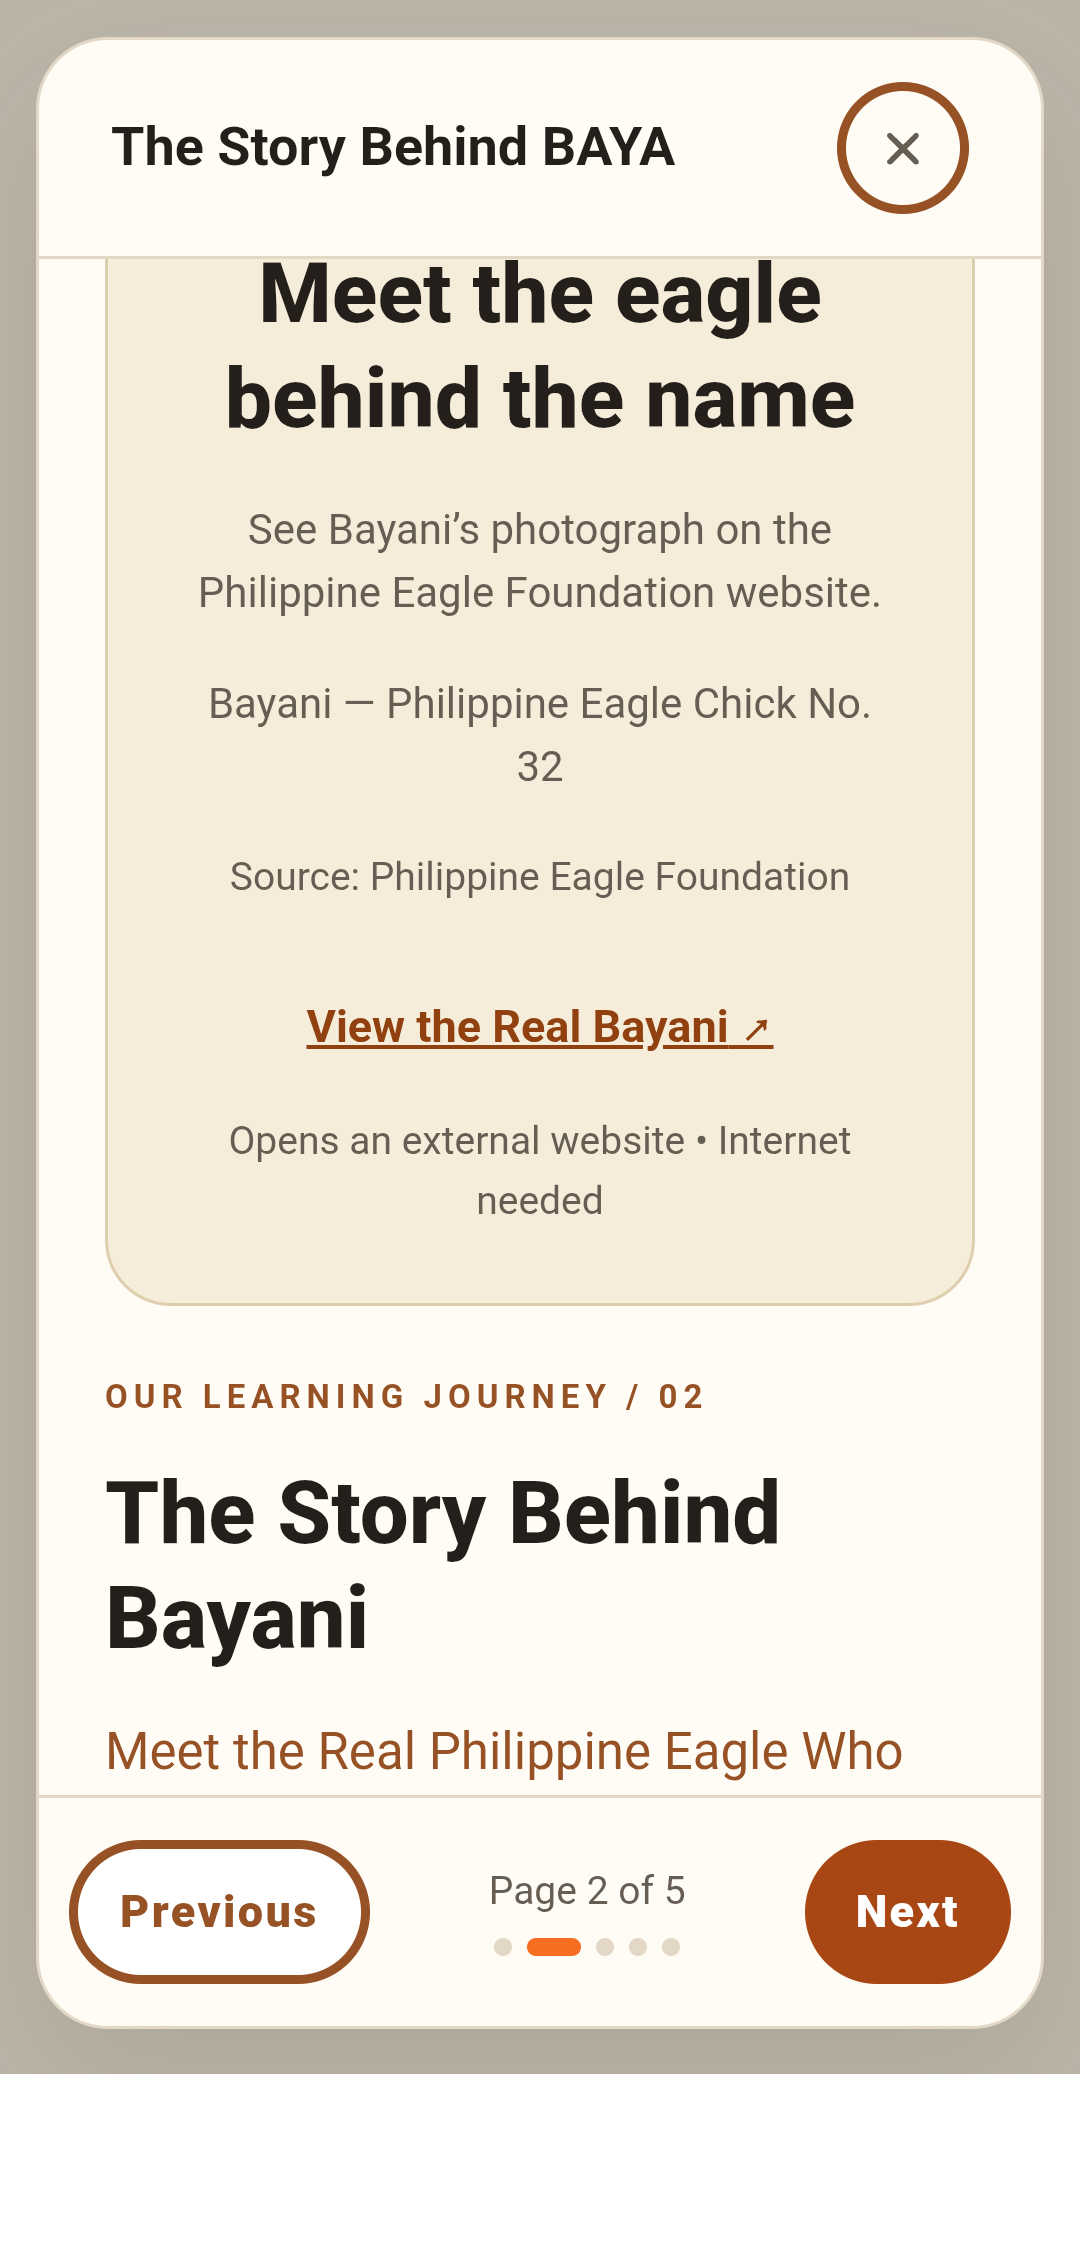 The Story Behind BAYA
Meet the eagle
behind the name
See Bayani’s photograph on the
Philippine Eagle Foundation website.
Bayani — Philippine Eagle Chick No.
32
Source: Philippine Eagle Foundation
View the Real Bayani ↗
Opens an external website • Internet
needed
OUR LEARNING JOURNEY / 02
The Story Behind
Bayani
Meet the Real Philippine Eagle Who
Previous
Page 2 of 5
Next